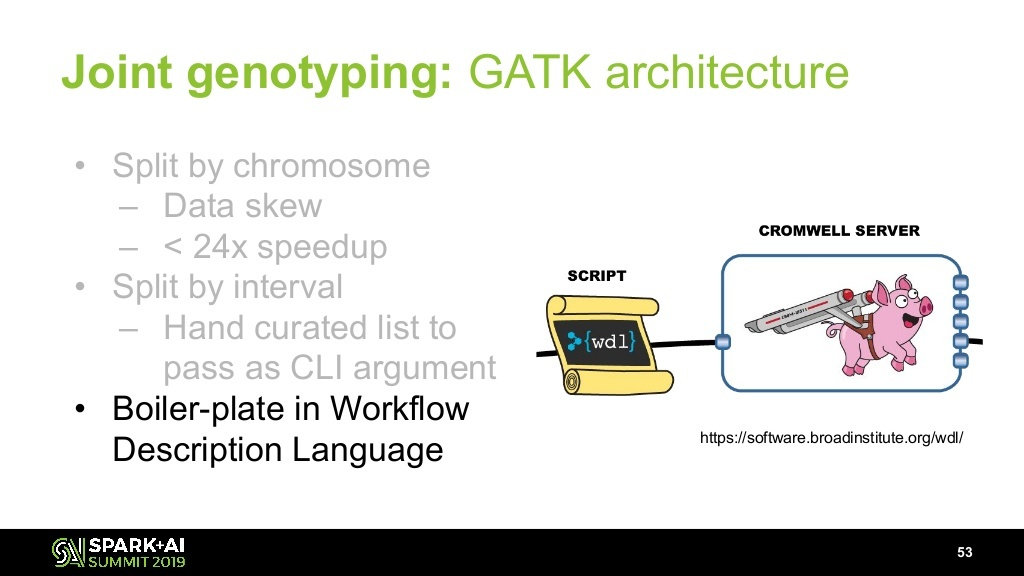 Joint genotyping: GATK architecture
• Split by chromosome
– Data skew
– < 24x speedup
• Split by interval
– Hand curated list to
pass as CLI argument
• Boiler-plate in Workflow
Description Language
SCRIPT
{wdl}
CROMWELL SERVER
https://software.broadinstitute.org/wdl/
SPARK+AI
SUMMIT 2019
53